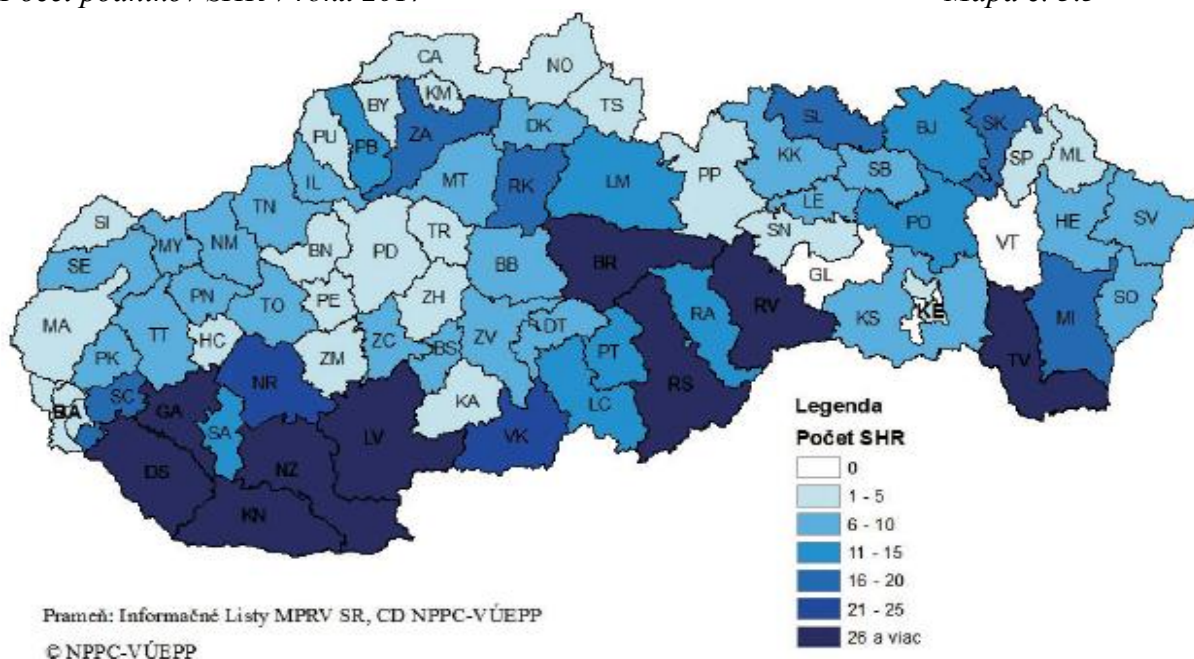 Počet podnikov SHR v roku 2017 Mapa č. 5.3
CA
NO
TS
KM
BY
PU
PB
ZA
DK
SL
BJ
SK
SP
ML
IL
MT
RK
LM
PP
KK
SB
TN
LE
PO
HE
SV
SI
MY
NM
BN
PD
TR
SN
VT
SE
BB
BR
GL
PN
TO
PE
ZH
RA
RV
KS
KE
SO
MA
TT
HC
ZM
ZC
BS
ZV
DT
PT
MI
PK
RS
TV
SC
GA
NR
KA
LC
BA
SA
LV
VK
DS
NZ
KN
Legenda
Počet SHR
0
1 - 5
6 - 10
11 - 15
16 - 20
21 - 25
26 a viac
Prameň: Informačné Listy MPRV SR, CD NPPC-VÚEPP
© NPPC-VÚEPP